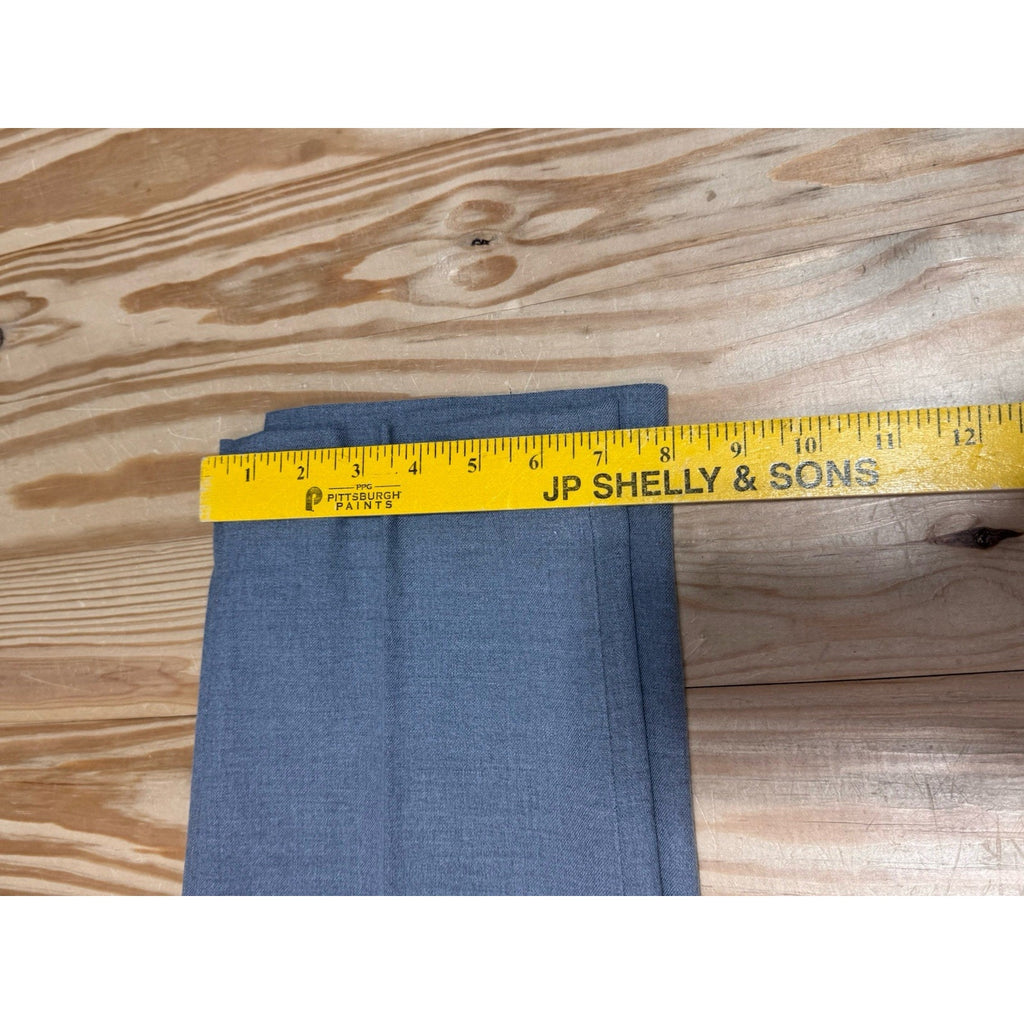 1 2 3 4 5 6 7 8 9 10 11 12
PPG
PITTSBURGH
PAINTS
JP SHELLY & SONS